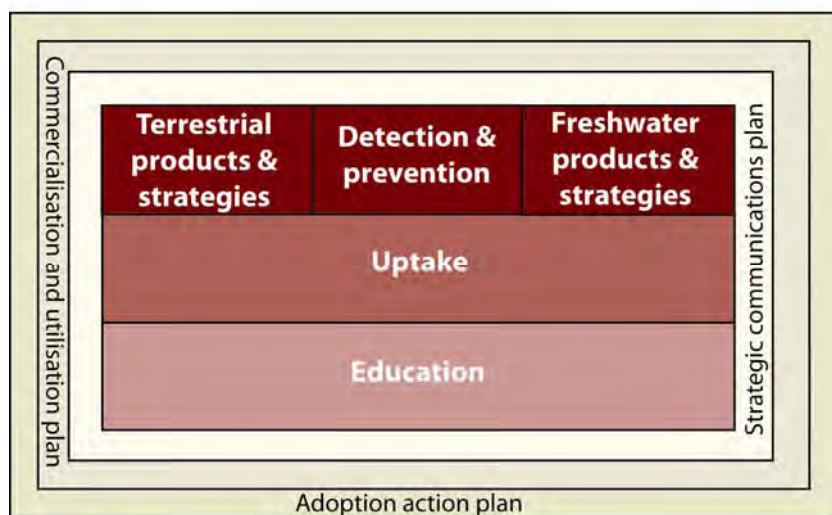 Commercialisation and utilisation plan
Terrestrial
products &
strategies
Detection &
prevention
Freshwater
products &
strategies
Uptake
Education
Strategic communications plan
Adoption action plan